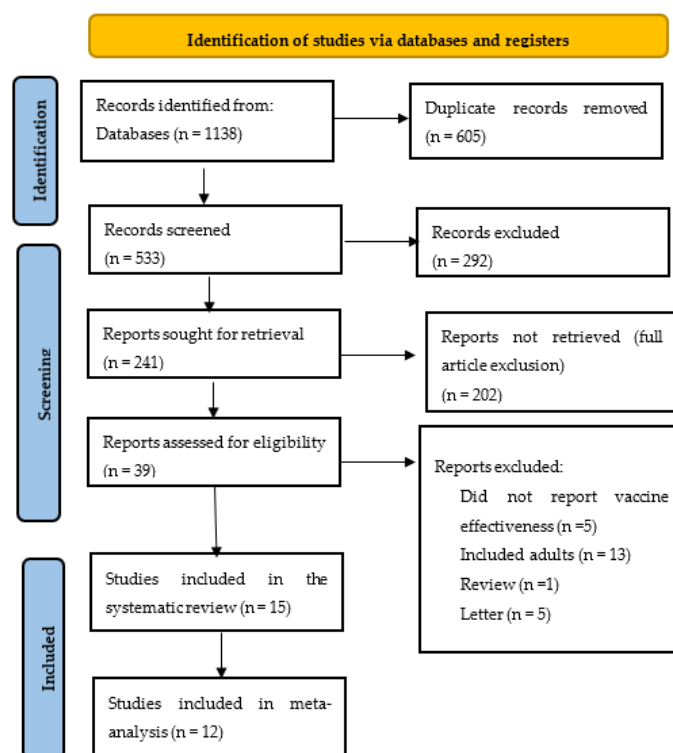 Identification of studies via databases and registers
Identification
Records identified from:
Databases (n = 1138)
Duplicate records removed
(n = 605)
Records screened
(n = 533)
Records excluded
(n = 292)
Screening
Reports sought for retrieval
(n = 241)
Reports not retrieved (full
article exclusion)
(n = 202)
Reports assessed for eligibility
(n = 39)
Reports excluded:
Did not report vaccine
effectiveness (n =5)
Included adults (n = 13)
Review (n =1)
Letter (n = 5)
Included
Studies included in the
systematic review (n = 15)
Studies included in meta-
analysis (n = 12)